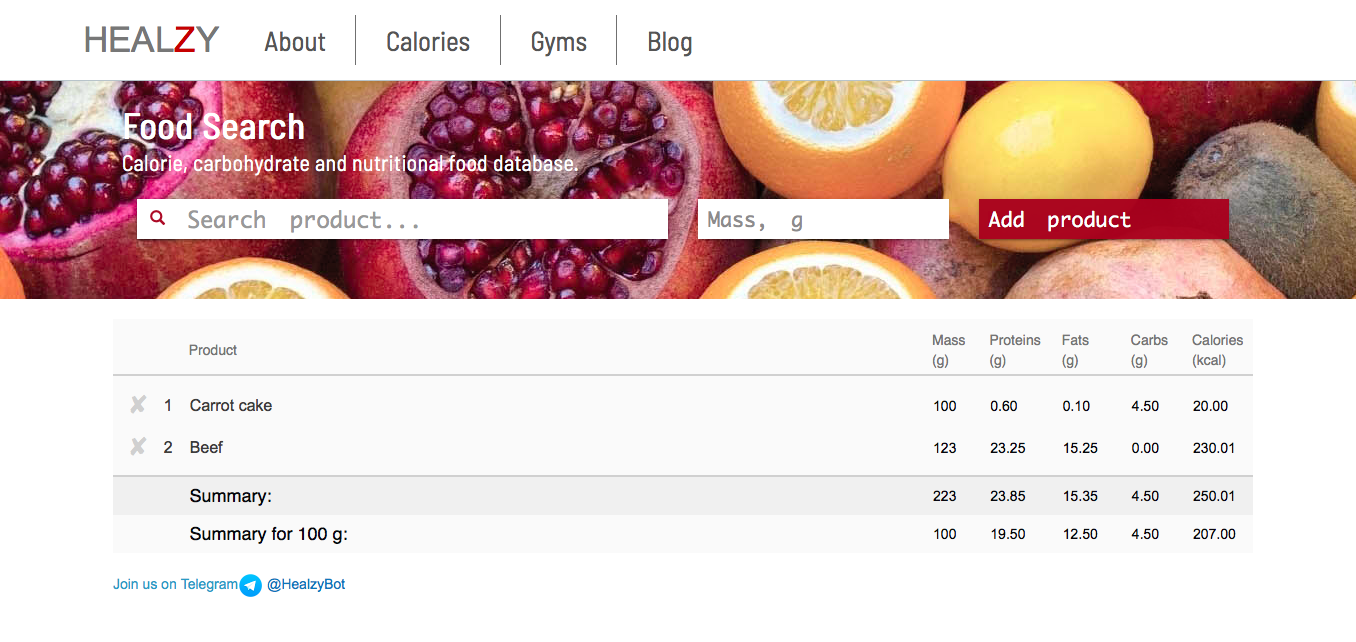 HEALZY About Calories Gyms Blog
Food Search
Calorie, carbohydrate and nutritional food database.
Search product... Mass, g Add product
Product Mass (g) Proteins (g) Fats (g) Carbs (g) Calories (kcal)
1 Carrot cake 100 0.60 0.10 4.50 20.00
2 Beef 123 23.25 15.25 0.00 230.01
Summary: 223 23.85 15.35 4.50 250.01
Summary for 100 g: 100 19.50 12.50 4.50 207.00
Join us on Telegram @HealzyBot